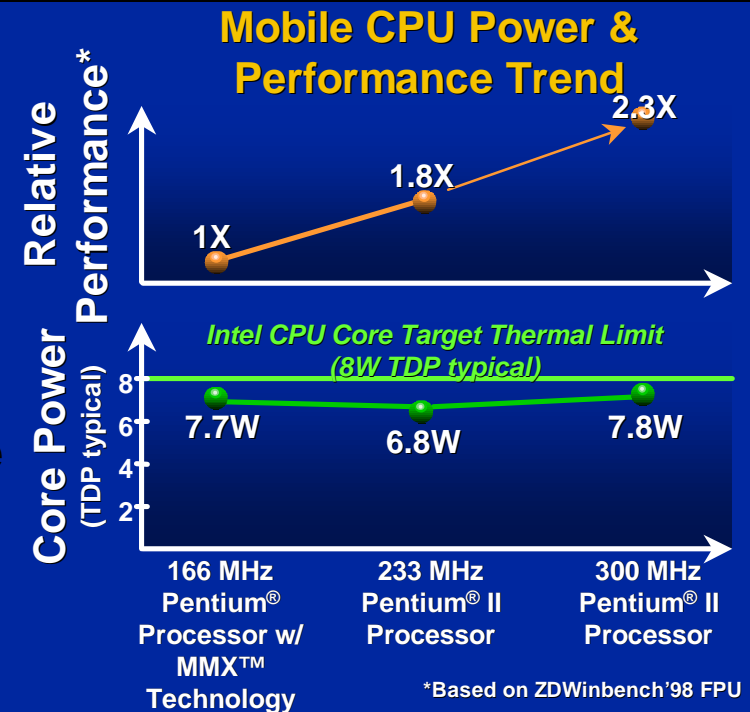 Mobile CPU Power &
Performance Trend
Relative
Performance*
2.3X
1.8X
1X
Intel CPU Core Target Thermal Limit
(8W TDP typical)
Core Power
(TDP typical)
8
6
4
2
7.7W
6.8W
7.8W
166 MHz
Pentium®
Processor w/
MMX™
Technology
233 MHz
Pentium® II
Processor
300 MHz
Pentium® II
Processor
*Based on ZDWinbench'98 FPU